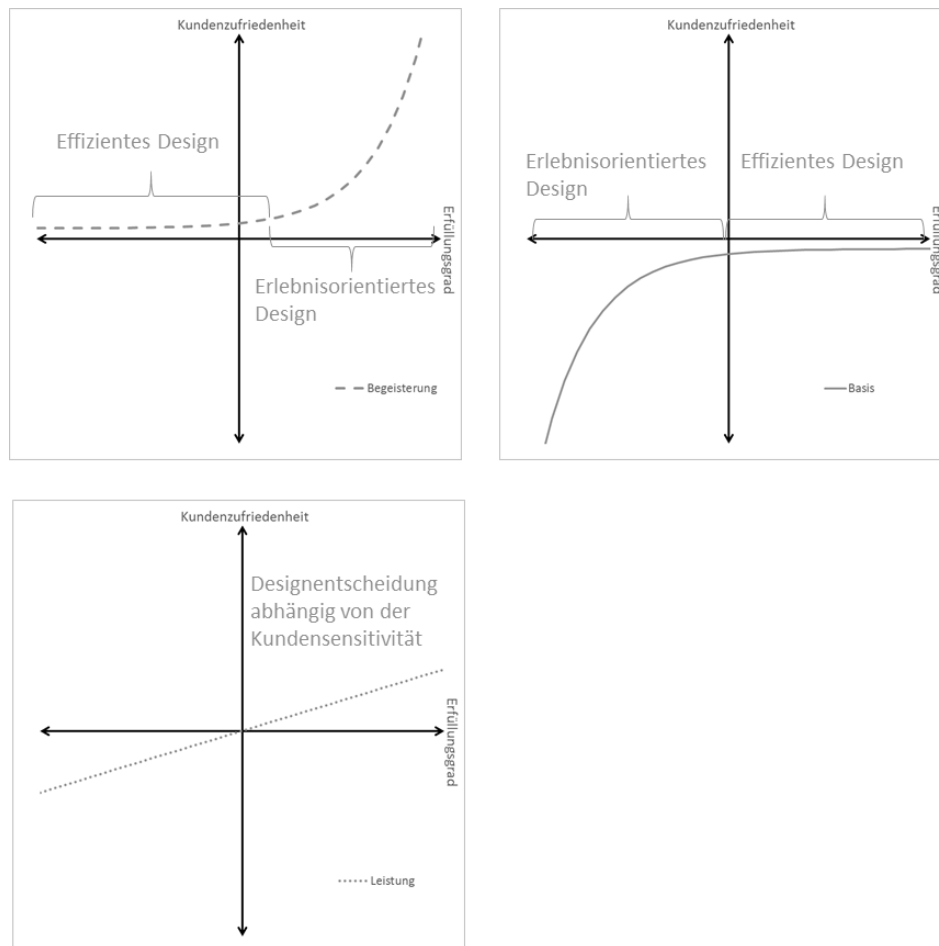 Kundenzufriedenheit
Effizientes Design
Erfüllungsgrad
Erlebnisorientiertes
Design
Begeisterung
Kundenzufriedenheit
Erlebnisorientiertes
Design
Effizientes Design
Erfüllungsgrad
Basis
Kundenzufriedenheit
Designentscheidung
abhängig von der
Kundensensitivität
Erfüllungsgrad
Leistung